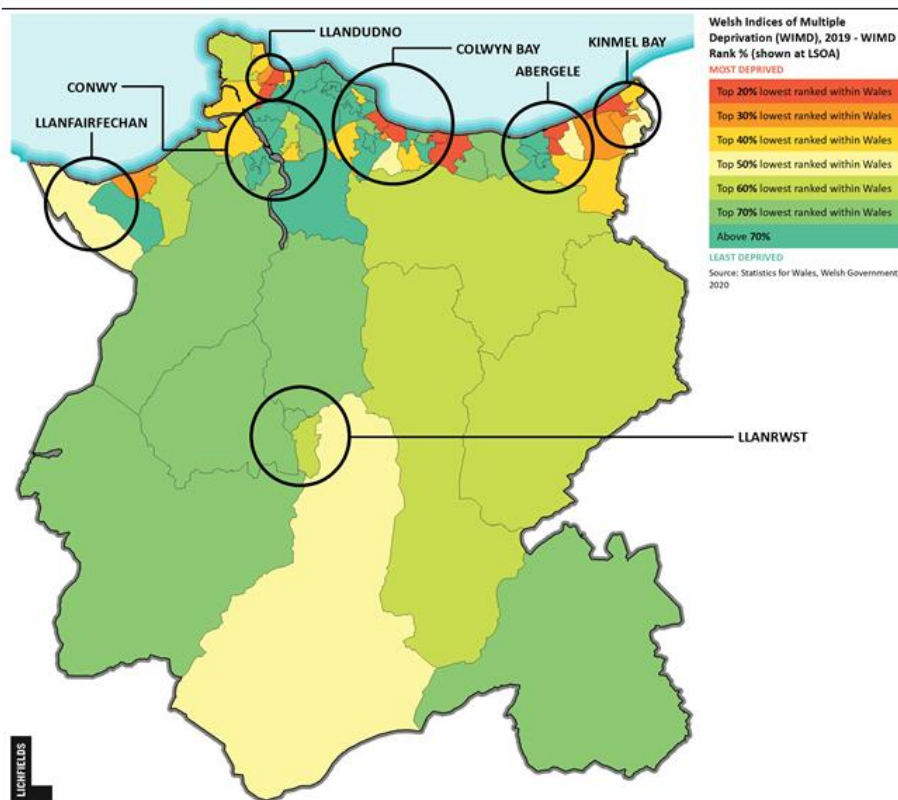 LLANDUDNO
COLWYN BAY
KINMEL BAY
ABERGELE
CONWY
LLANFAIRFECHAN
LLANRWST
Welsh Indices of Multiple
Deprivation (WIMD), 2019 - WIMD
Rank % (shown at LSOA)
MOST DEPRIVED
Top 20% lowest ranked within Wales
Top 30% lowest ranked within Wales
Top 40% lowest ranked within Wales
Top 50% lowest ranked within Wales
Top 60% lowest ranked within Wales
Top 70% lowest ranked within Wales
Above 70%
LEAST DEPRIVED
Source: Statistics for Wales, Welsh Government,
2020
LICHFIELDS